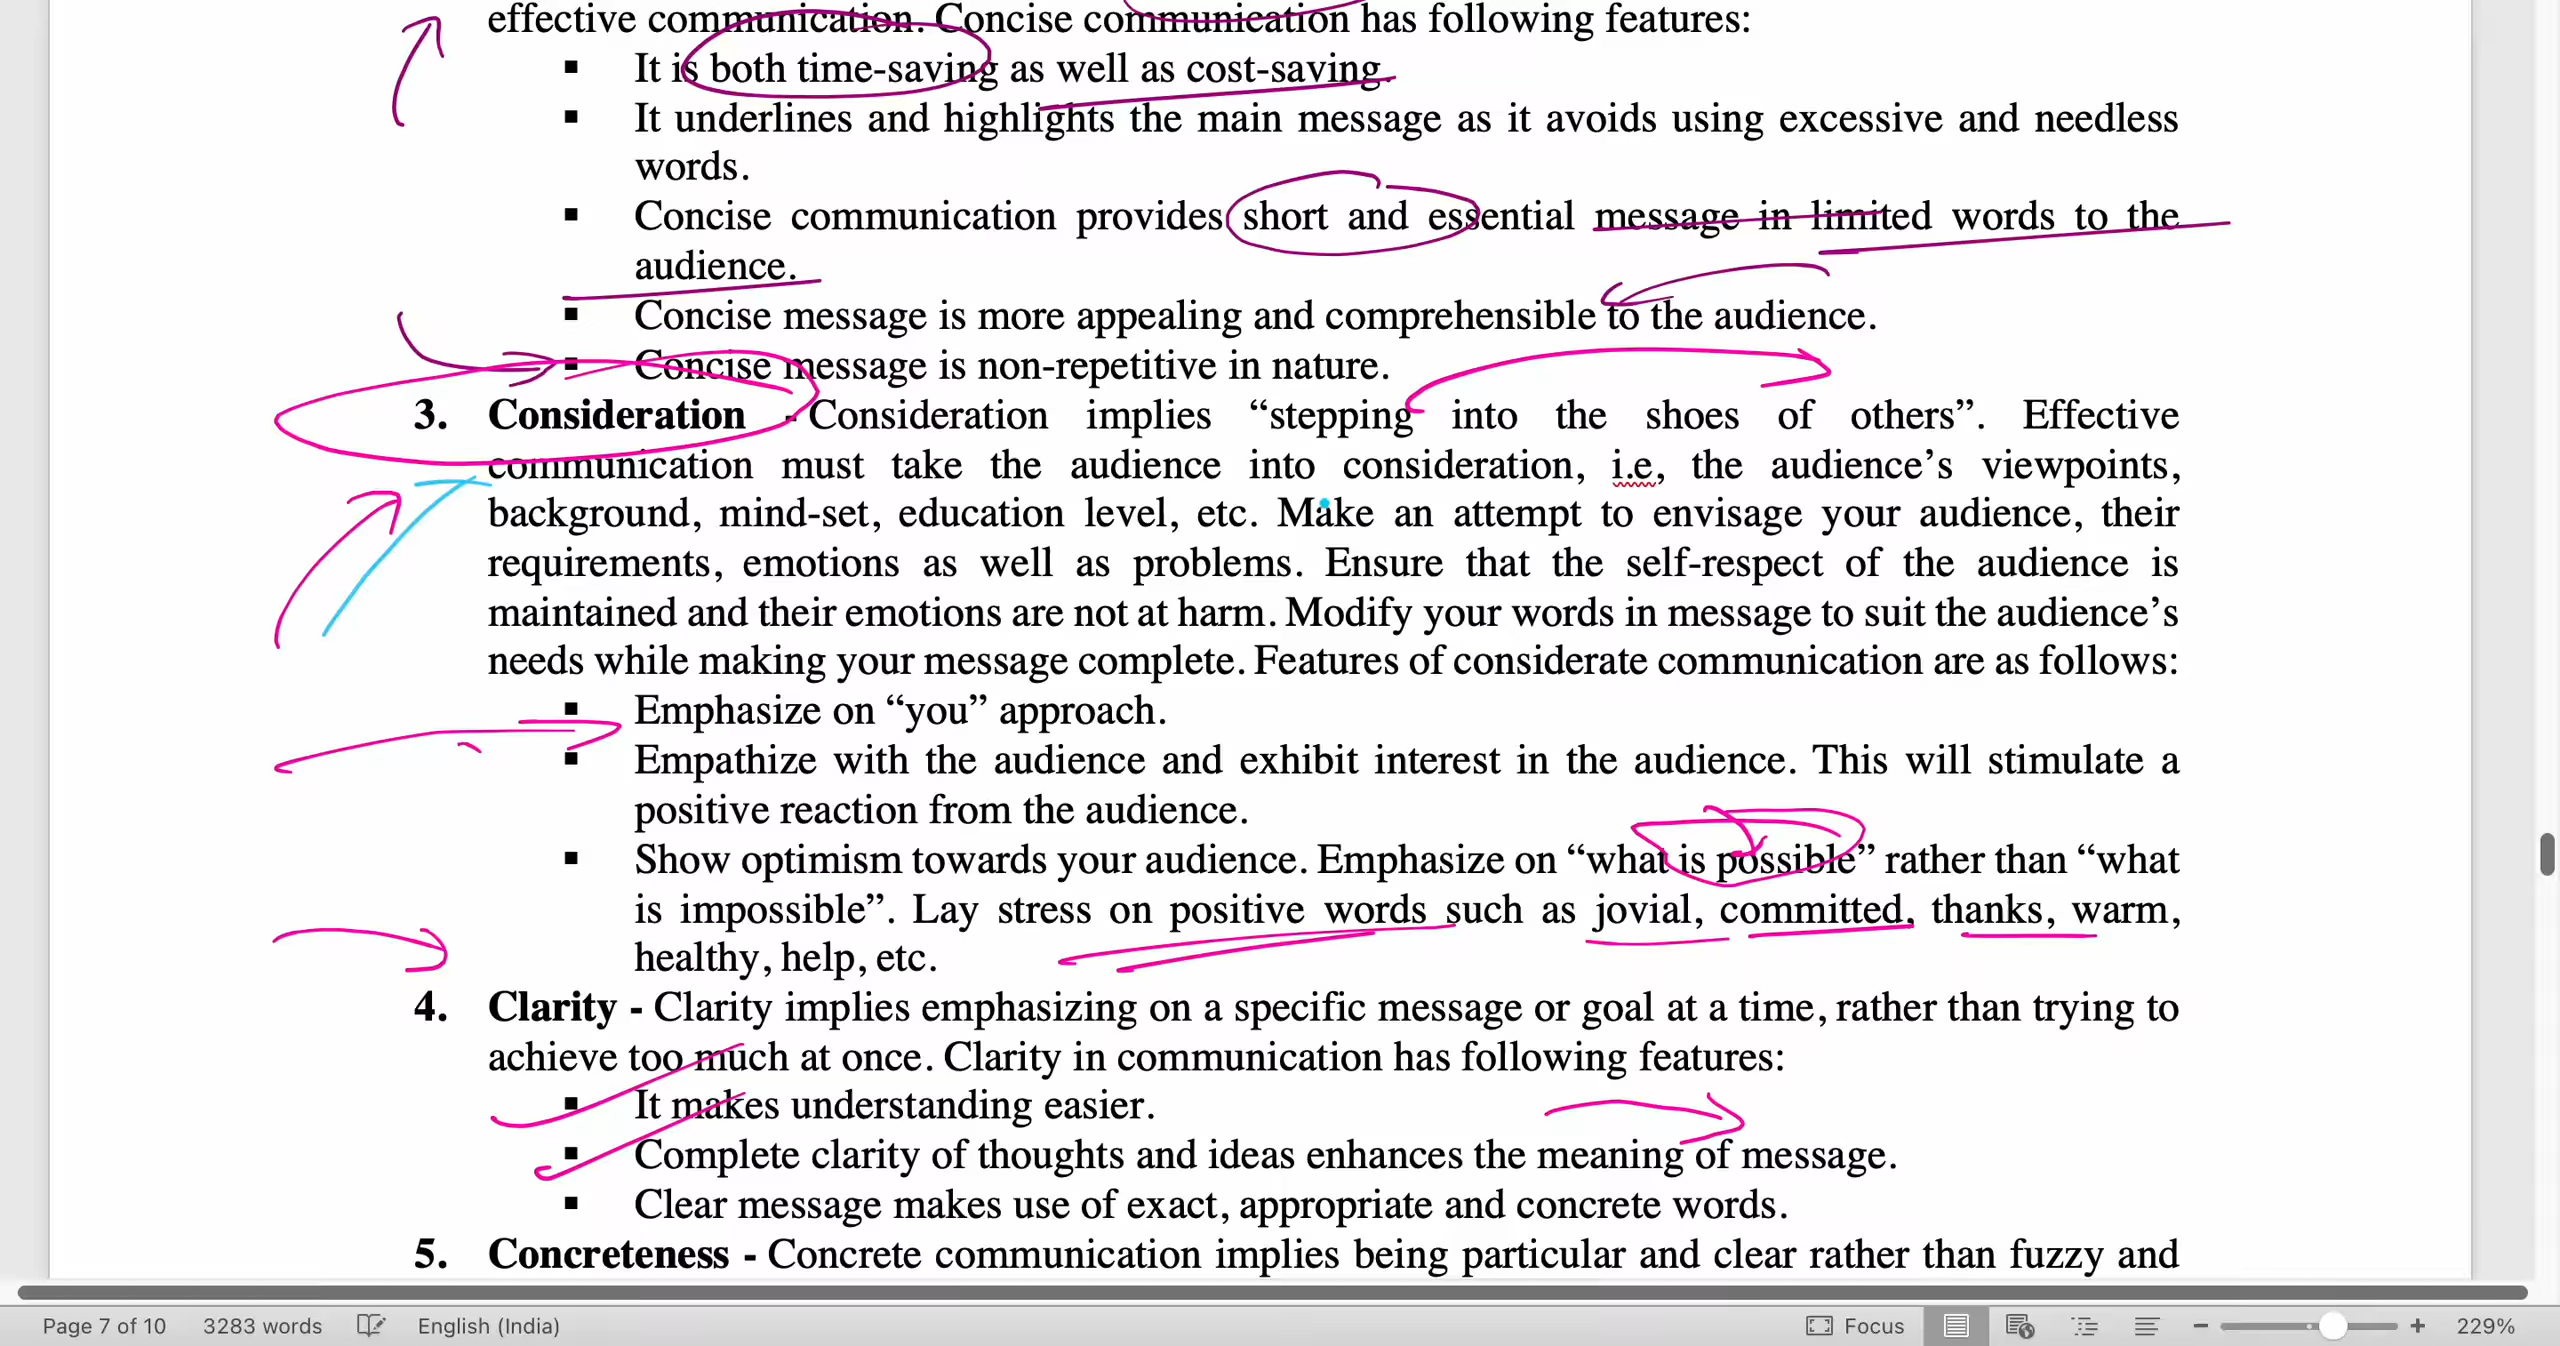 effective communication. Concise communication has following features:
▪ It is both time-saving as well as cost-saving.
▪ It underlines and highlights the main message as it avoids using excessive and needless
words.
▪ Concise communication provides short and essential message in limited words to the
audience.
▪ Concise message is more appealing and comprehensible to the audience.
▪ Concise message is non-repetitive in nature.
3. Consideration - Consideration implies “stepping into the shoes of others”. Effective
communication must take the audience into consideration, i.e, the audience’s viewpoints,
background, mind-set, education level, etc. Make an attempt to envisage your audience, their
requirements, emotions as well as problems. Ensure that the self-respect of the audience is
maintained and their emotions are not at harm. Modify your words in message to suit the audience’s
needs while making your message complete. Features of considerate communication are as follows:
▪ Emphasize on “you” approach.
▪ Empathize with the audience and exhibit interest in the audience. This will stimulate a
positive reaction from the audience.
▪ Show optimism towards your audience. Emphasize on “what is possible” rather than “what
is impossible”. Lay stress on positive words such as jovial, committed, thanks, warm,
healthy, help, etc.
4. Clarity - Clarity implies emphasizing on a specific message or goal at a time, rather than trying to
achieve too much at once. Clarity in communication has following features:
▪ It makes understanding easier.
▪ Complete clarity of thoughts and ideas enhances the meaning of message.
▪ Clear message makes use of exact, appropriate and concrete words.
5. Concreteness - Concrete communication implies being particular and clear rather than fuzzy and
Page 7 of 10 3283 words English (India) Focus 229%